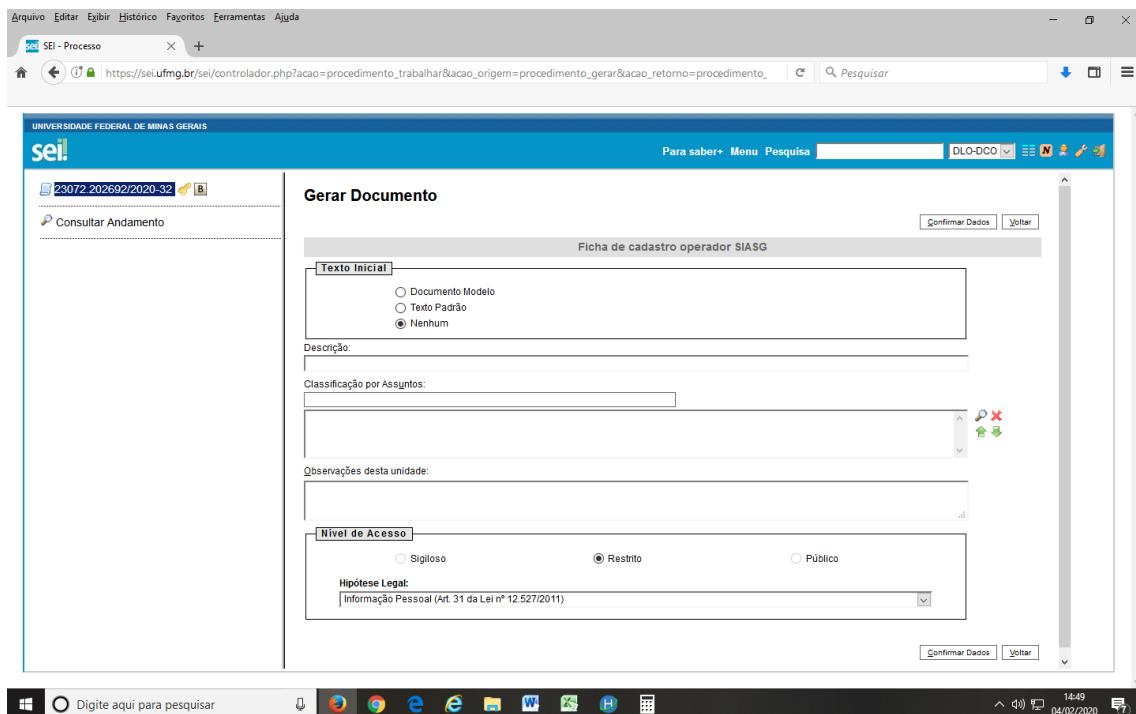 Arquivo Editar Exibir Histórico Favoritos Ferramentas Ajuda
sei! SEI - Processo
https://sei.ufmg.br/sei/controlador.php?acao=procedimento_trabalhar&acao_origem=procedimento_gerar&acao_retorno=procedimento_
Pesquisar
UNIVERSIDADE FEDERAL DE MINAS GERAIS
sei!
Para saber+ Menu Pesquisa
DLO-DCO
N
23072.202692/2020-32 B
Consultar Andamento
Gerar Documento
Confirmar Dados Voltar
Ficha de cadastro operador SIASG
Texto Inicial
Documento Modelo
Texto Padrão
Nenhum
Descrição:
Classificação por Assuntos:
Observações desta unidade:
Nível de Acesso
Sigiloso Restrito Público
Hipótese Legal:
Informação Pessoal (Art. 31 da Lei nº 12.527/2011)
Confirmar Dados Voltar
Digite aqui para pesquisar
14:49
04/02/2020